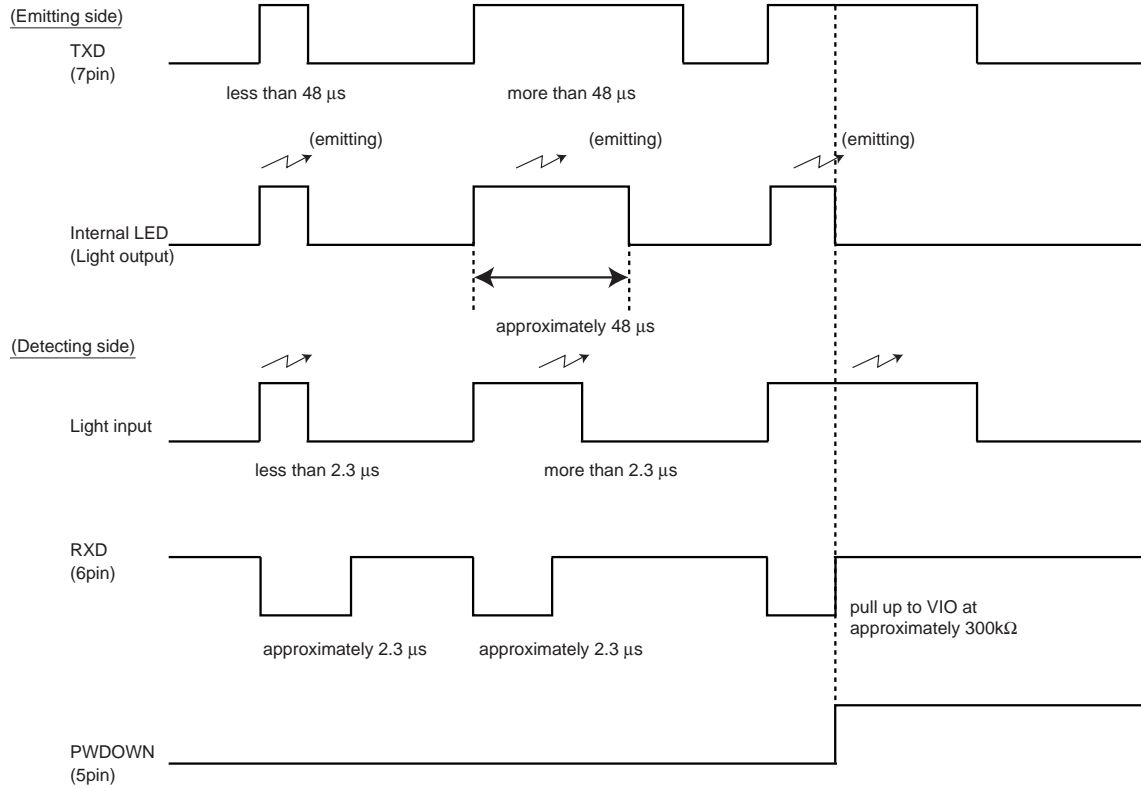 (Emitting side)
TXD
(7pin)
less than 48 μs
more than 48 μs
(emitting)
(emitting)
(emitting)
Internal LED
(Light output)
approximately 48 μs
(Detecting side)
Light input
less than 2.3 μs
more than 2.3 μs
RXD
(6pin)
pull up to VIO at
approximately 300kΩ
approximately 2.3 μs
approximately 2.3 μs
PWDOWN
(5pin)